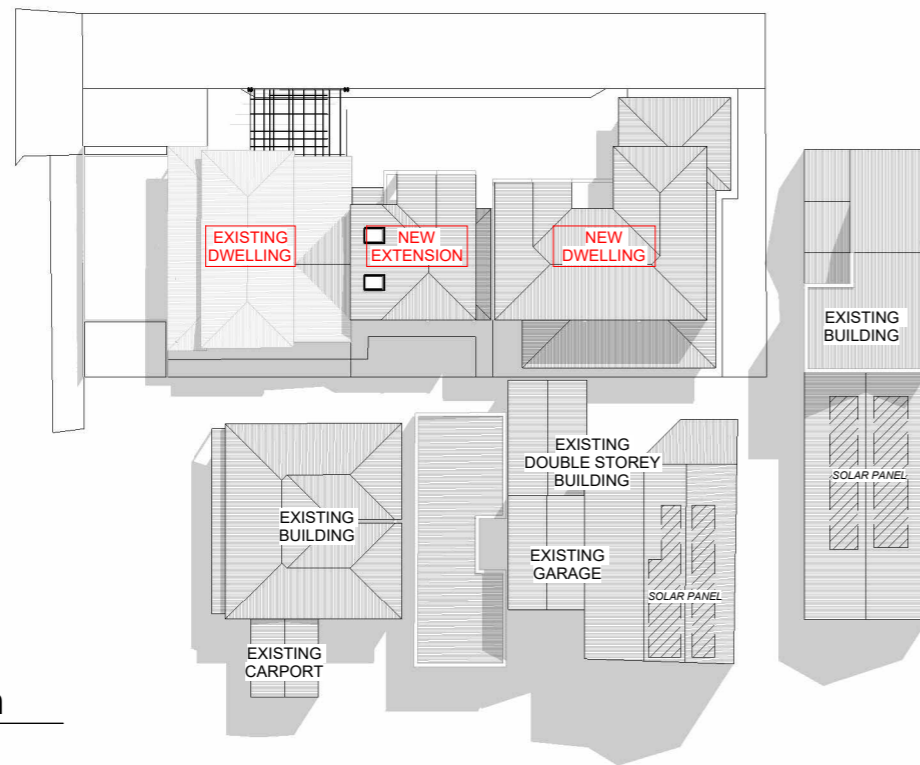 EXISTING
DWELLING
NEW
EXTENSION
NEW
DWELLING
EXISTING
BUILDING
EXISTING
DOUBLE STOREY
BUILDING
SOLAR PANEL
EXISTING
BUILDING
EXISTING
GARAGE
SOLAR PANEL
EXISTING
CARPORT